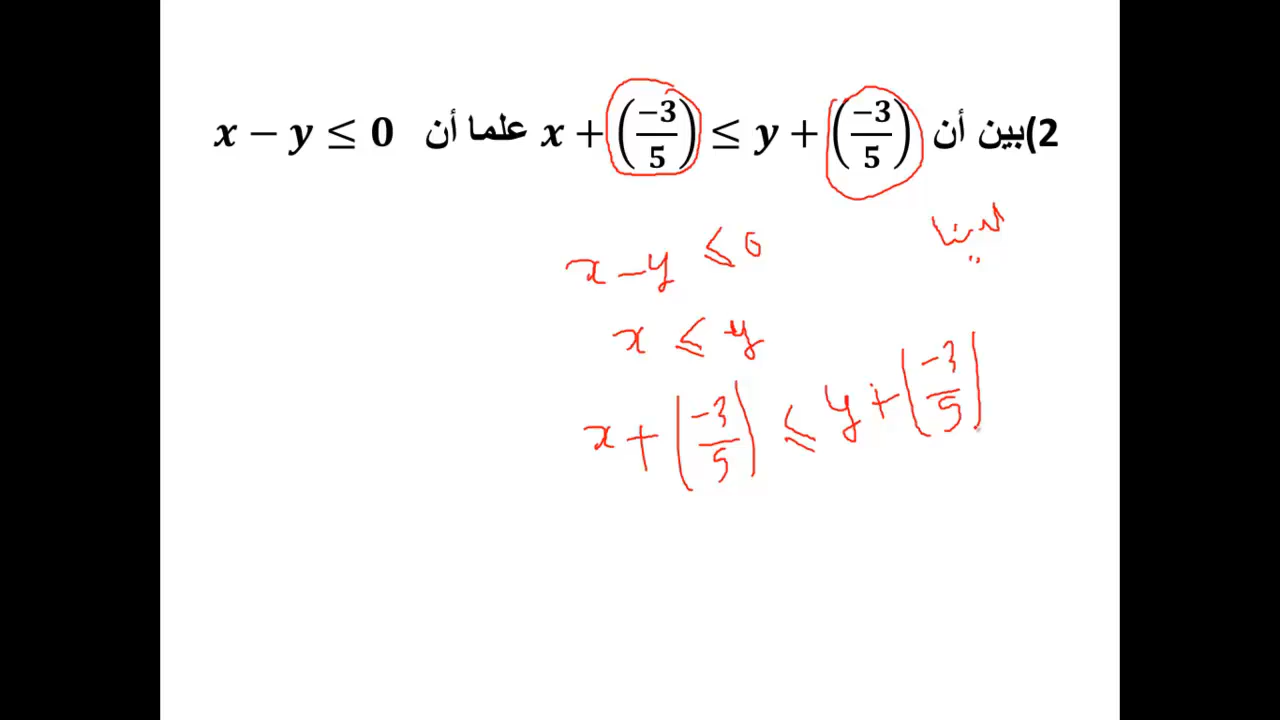 2)بين أن x + (-3/5) ≤ y + (-3/5) علما أن x − y ≤ 0
لدينا
x − y ≤ 0
x ≤ y
x + (-3/5) ≤ y + (-3/5)